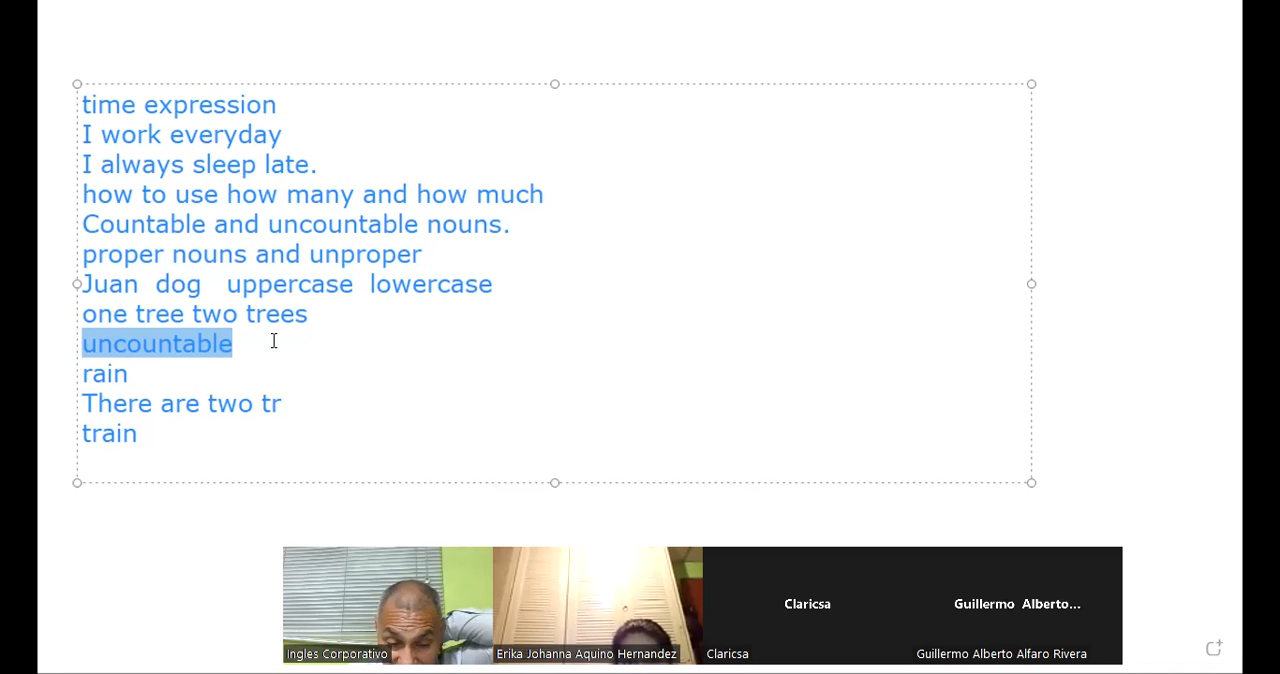 time expression
I work everyday
I always sleep late.
how to use how many and how much
Countable and uncountable nouns.
proper nouns and unproper
Juan  dog   uppercase  lowercase
one tree two trees
uncountable
rain
There are two tr
train
Claricsa
Guillermo Alberto...
Ingles Corporativo
Erika Johanna Aquino Hernandez
Claricsa
Guillermo Alberto Alfaro Rivera